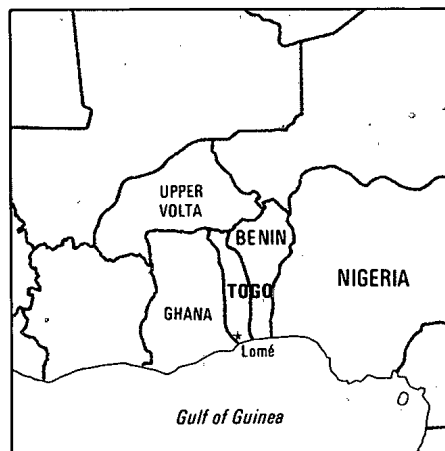 UPPER
VOLTA
BENIN
NIGERIA
TOGO
GHANA
Lomé
Gulf of Guinea